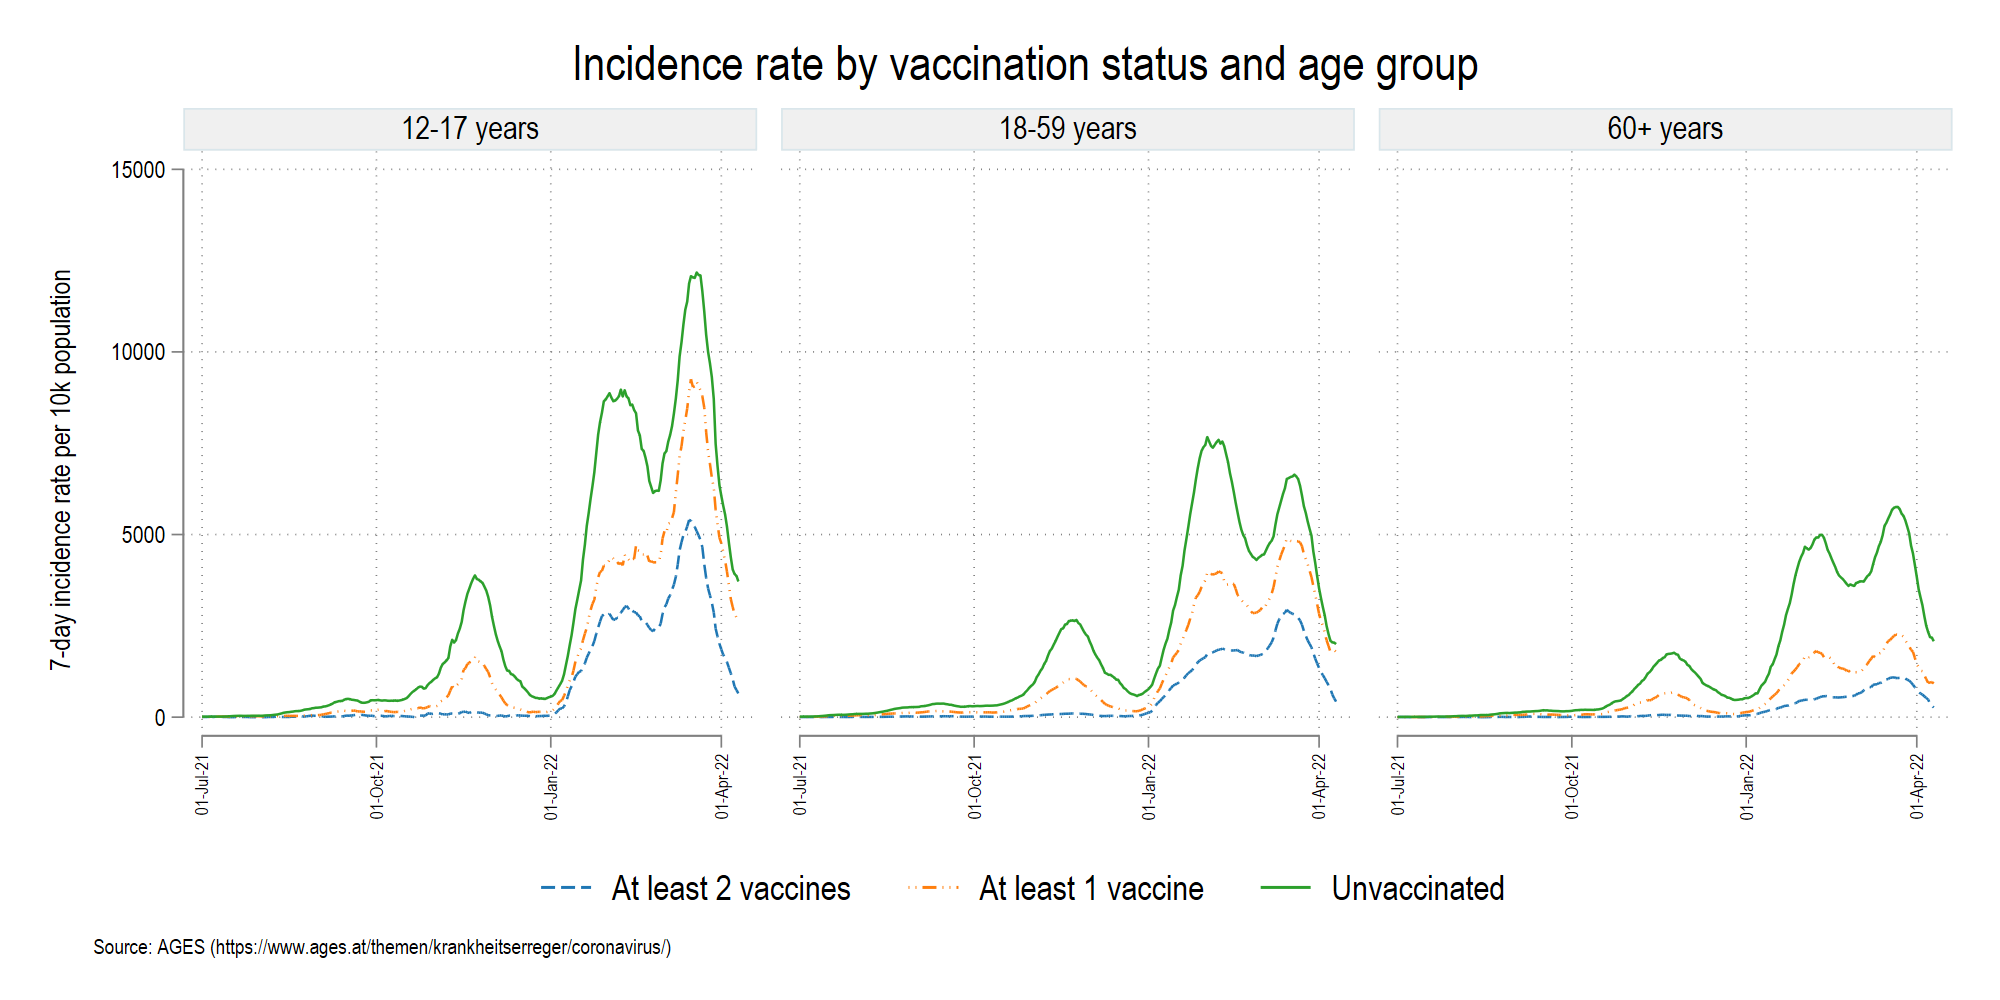 Incidence rate by vaccination status and age group
12-17 years
18-59 years
60+ years
7-day incidence rate per 10k population
15000
10000
5000
0
01-Jul-21
01-Oct-21
01-Jan-22
01-Apr-22
01-Jul-21
01-Oct-21
01-Jan-22
01-Apr-22
01-Jul-21
01-Oct-21
01-Jan-22
01-Apr-22
At least 2 vaccines
At least 1 vaccine
Unvaccinated
Source: AGES (https://www.ages.at/themen/krankheitserreger/coronavirus/)